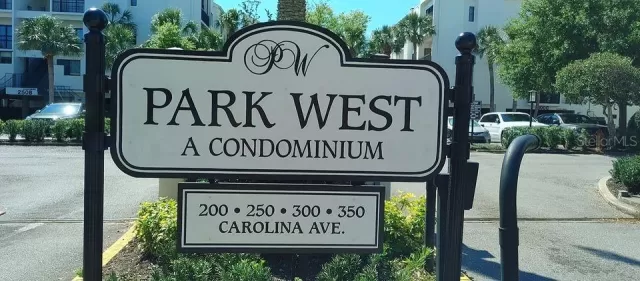 PW
PARK WEST
A CONDOMINIUM
200 • 250 • 300 • 350
CAROLINA AVE.